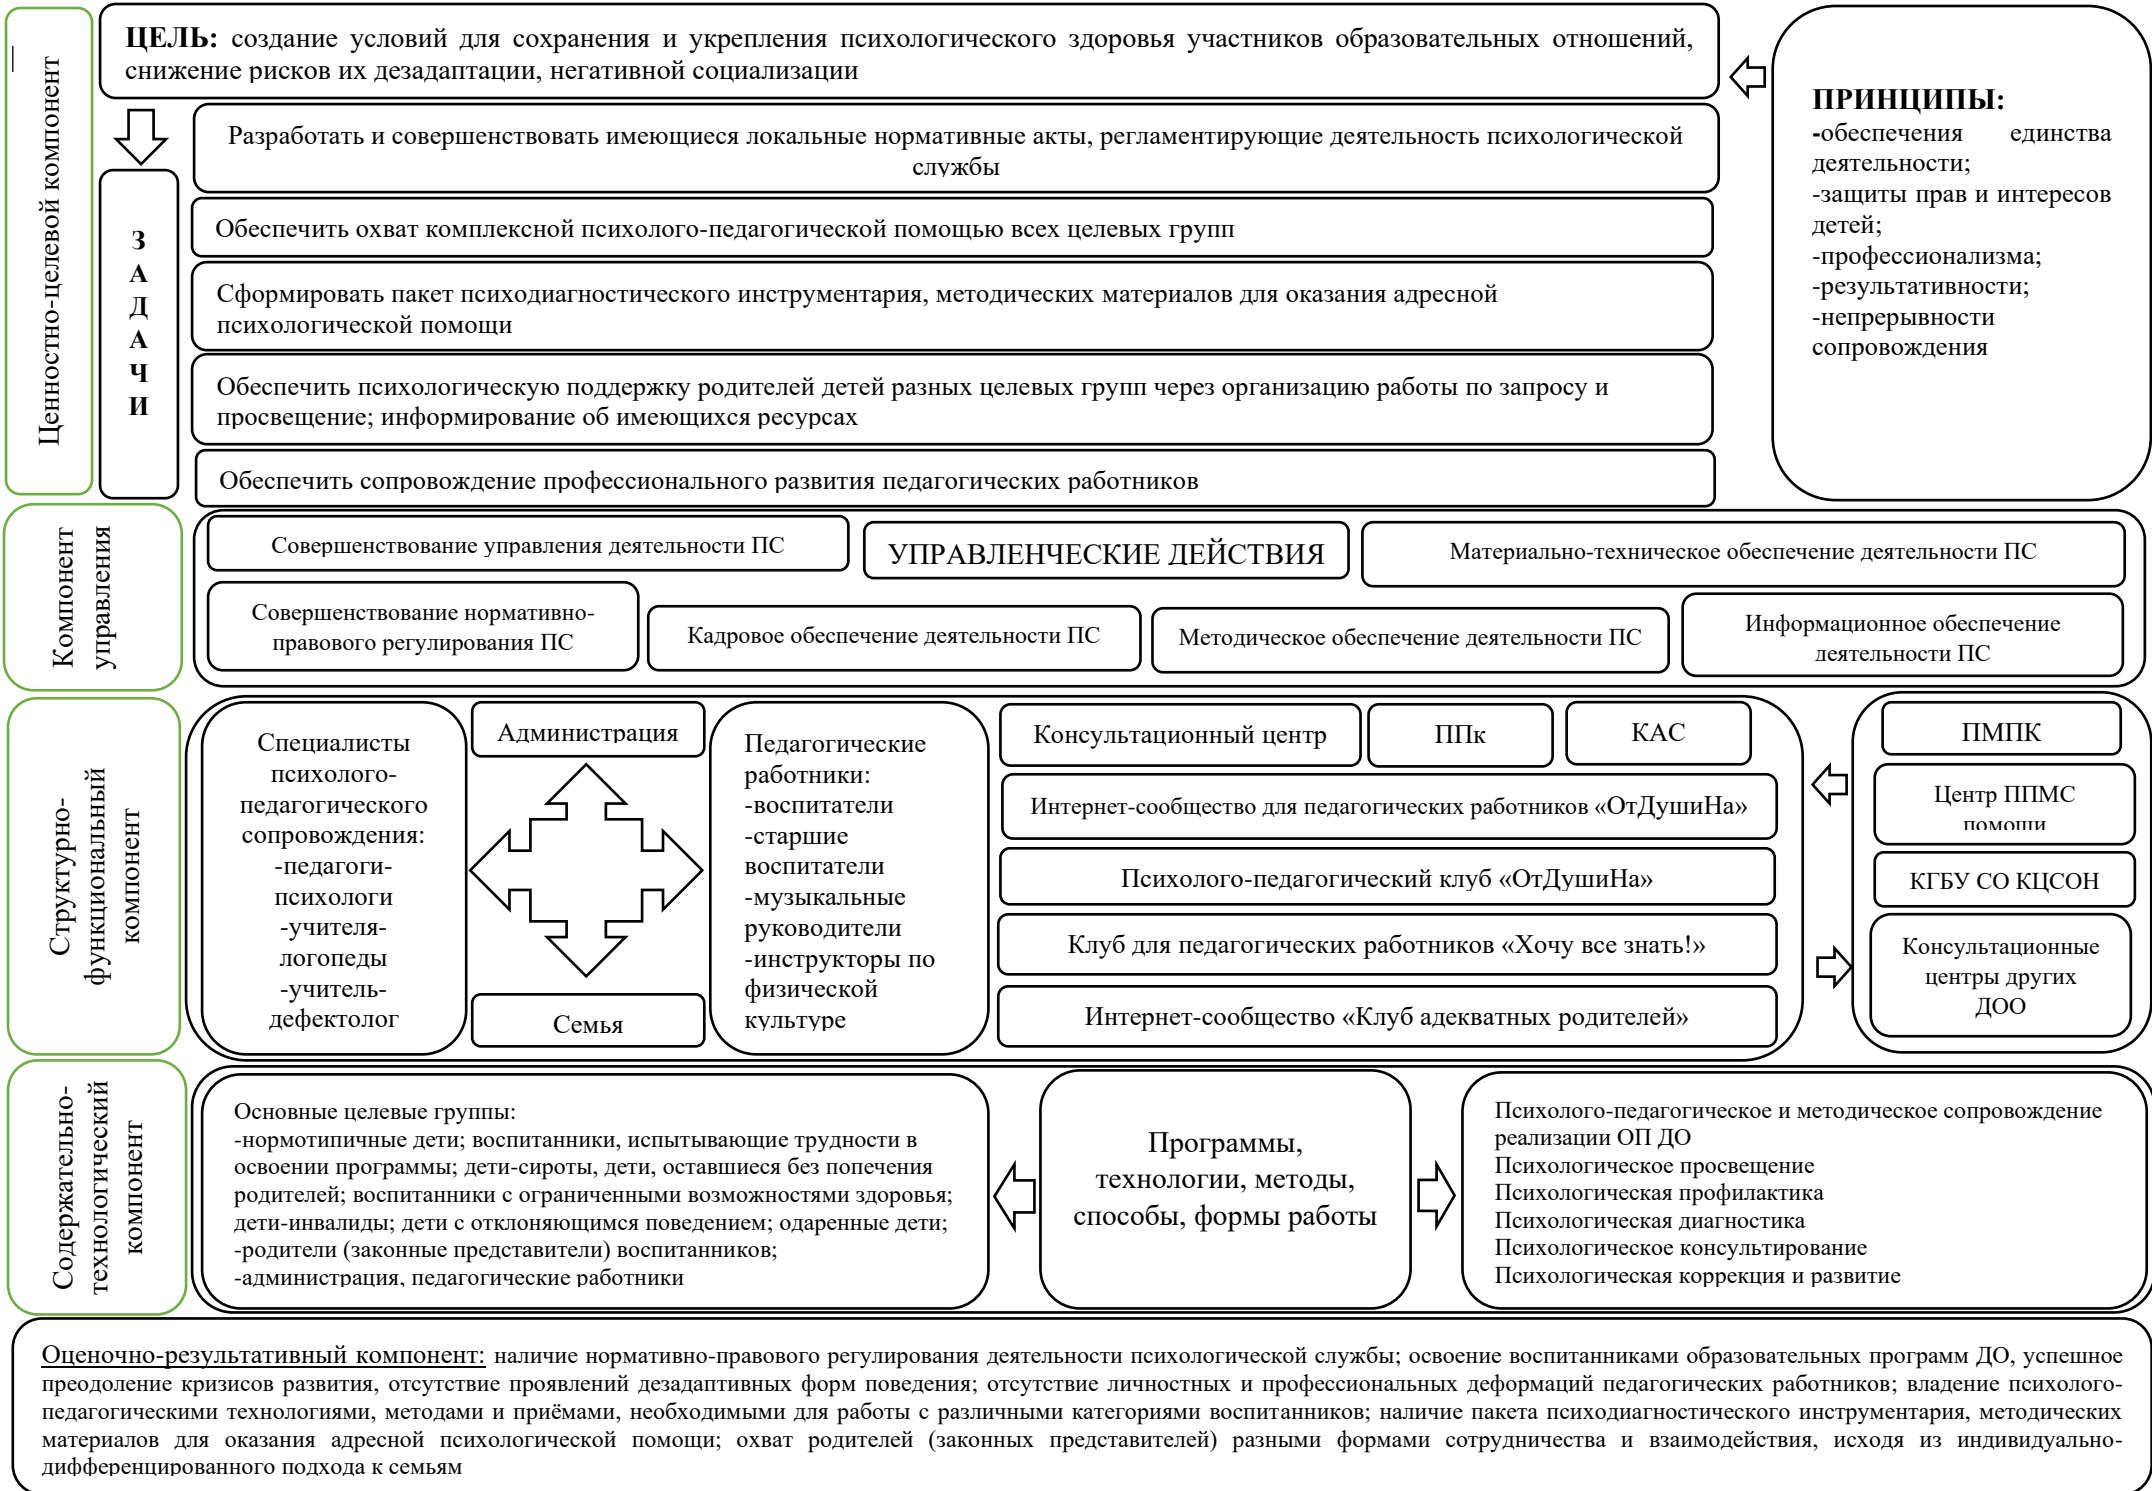 Ценностно-целевой компонент
ЦЕЛЬ: создание условий для сохранения и укрепления психологического здоровья участников образовательных отношений,
снижение рисков их дезадаптации, негативной социализации
ПРИНЦИПЫ:
-обеспечения единства
деятельности;
-защиты прав и интересов
детей;
-профессионализма;
-результативности;
-непрерывности
сопровождения
З
А
Д
А
Ч
И
Разработать и совершенствовать имеющиеся локальные нормативные акты, регламентирующие деятельность психологической
службы
Обеспечить охват комплексной психолого-педагогической помощью всех целевых групп
Сформировать пакет психодиагностического инструментария, методических материалов для оказания адресной
психологической помощи
Обеспечить психологическую поддержку родителей детей разных целевых групп через организацию работы по запросу и
просвещение; информирование об имеющихся ресурсах
Обеспечить сопровождение профессионального развития педагогических работников
Компонент
управления
Совершенствование управления деятельности ПС
УПРАВЛЕНЧЕСКИЕ ДЕЙСТВИЯ
Материально-техническое обеспечение деятельности ПС
Совершенствование нормативно-
правового регулирования ПС
Кадровое обеспечение деятельности ПС
Методическое обеспечение деятельности ПС
Информационное обеспечение
деятельности ПС
Структурно-
функциональный
компонент
Специалисты
психолого-
педагогического
сопровождения:
-педагоги-
психологи
-учителя-
логопеды
-учитель-
дефектолог
Администрация
Семья
Педагогические
работники:
-воспитатели
-старшие
воспитатели
-музыкальные
руководители
-инструкторы по
физической
культуре
Консультационный центр
ППк
КАС
Интернет-сообщество для педагогических работников «ОтДушиНа»
Психолого-педагогический клуб «ОтДушиНа»
Клуб для педагогических работников «Хочу все знать!»
Интернет-сообщество «Клуб адекватных родителей»
ПМПК
Центр ППМС
помощи
КГБУ СО КЦСОН
Консультационные
центры других
ДОО
Содержательно-
технологический
компонент
Основные целевые группы:
-нормотипичные дети; воспитанники, испытывающие трудности в
освоении программы; дети-сироты, дети, оставшиеся без попечения
родителей; воспитанники с ограниченными возможностями здоровья;
дети-инвалиды; дети с отклоняющимся поведением; одаренные дети;
-родители (законные представители) воспитанников;
-администрация, педагогические работники
Программы,
технологии, методы,
способы, формы работы
Психолого-педагогическое и методическое сопровождение
реализации ОП ДО
Психологическое просвещение
Психологическая профилактика
Психологическая диагностика
Психологическое консультирование
Психологическая коррекция и развитие
Оценочно-результативный компонент: наличие нормативно-правового регулирования деятельности психологической службы; освоение воспитанниками образовательных программ ДО, успешное
преодоление кризисов развития, отсутствие проявлений дезадаптивных форм поведения; отсутствие личностных и профессиональных деформаций педагогических работников; владение психолого-
педагогическими технологиями, методами и приёмами, необходимыми для работы с различными категориями воспитанников; наличие пакета психодиагностического инструментария, методических
материалов для оказания адресной психологической помощи; охват родителей (законных представителей) разными формами сотрудничества и взаимодействия, исходя из индивидуально-
дифференцированного подхода к семьям